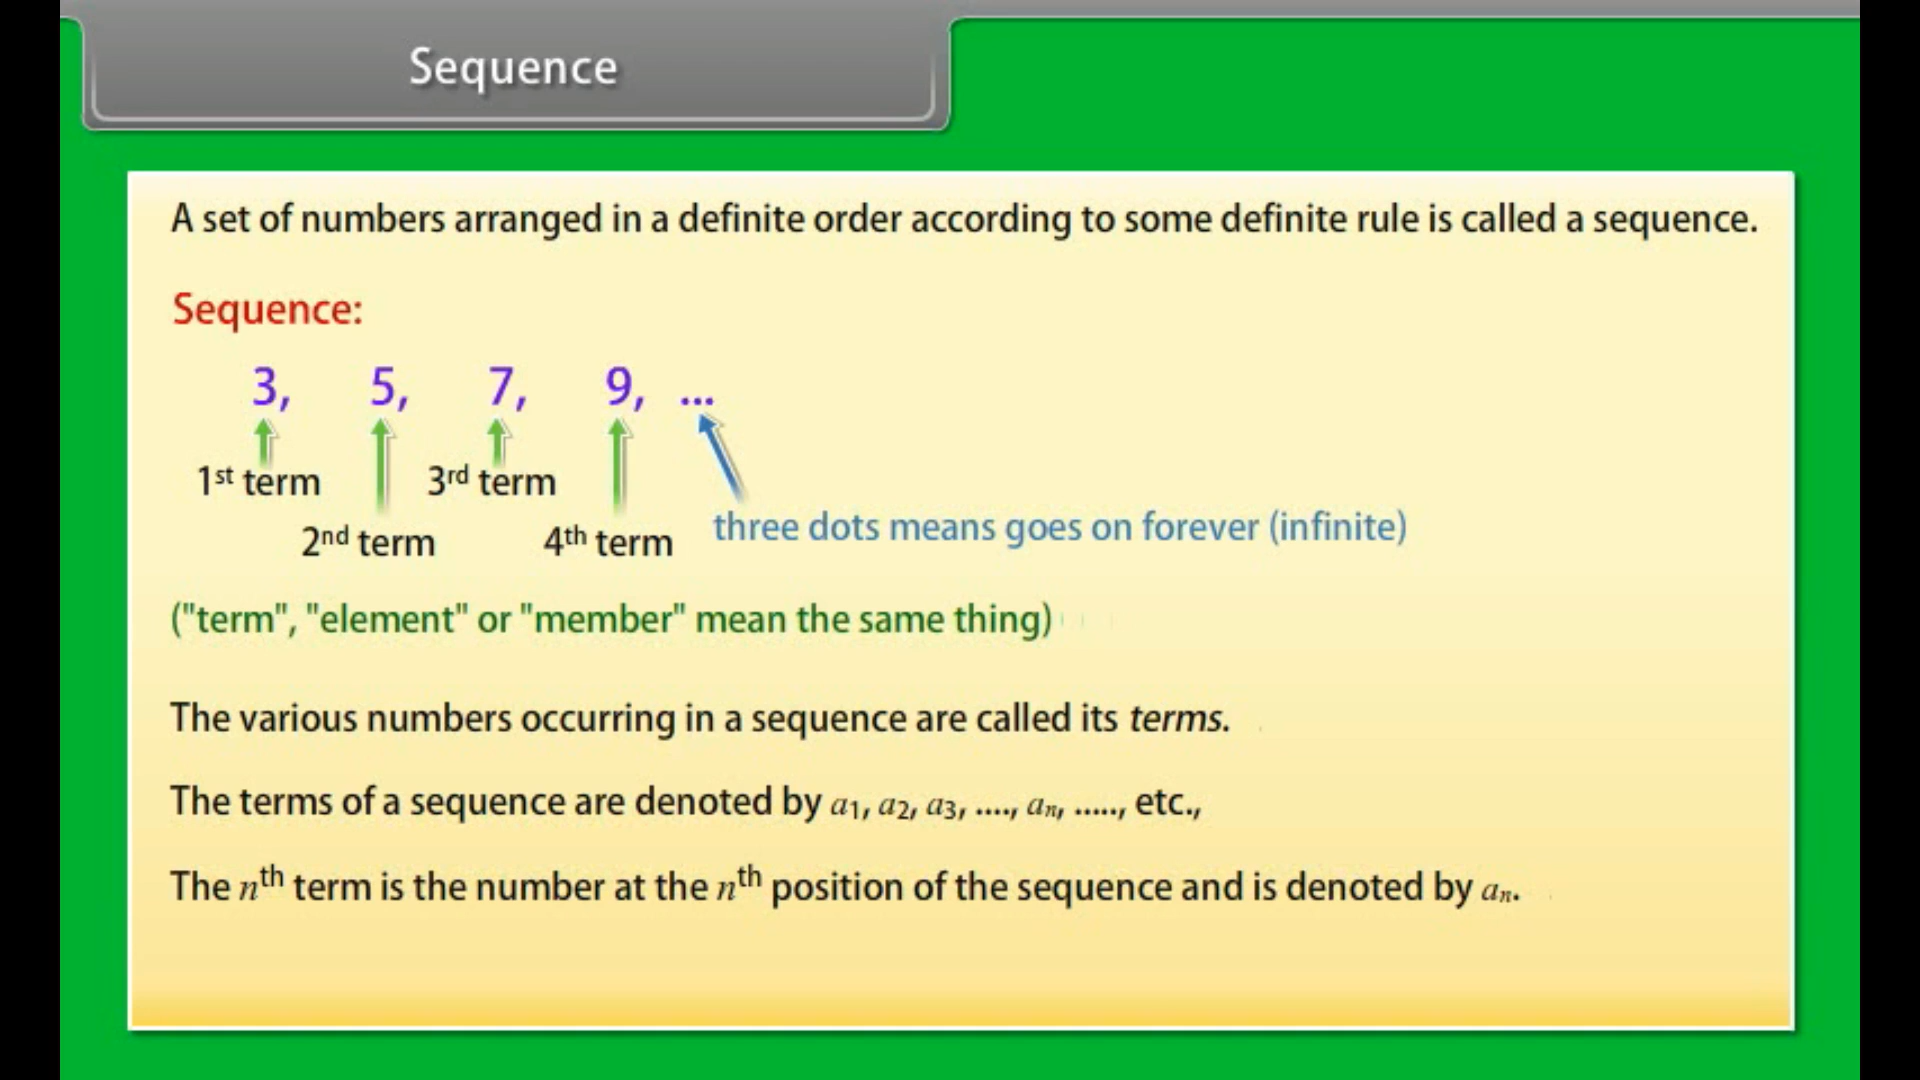 Sequence
A set of numbers arranged in a definite order according to some definite rule is called a sequence.
Sequence:
3, 5, 7, 9, ...
1st term 3rd term
2nd term 4th term three dots means goes on forever (infinite)
("term", "element" or "member" mean the same thing)
The various numbers occurring in a sequence are called its terms.
The terms of a sequence are denoted by a1, a2, a3, ...., an, ....., etc.,
The nth term is the number at the nth position of the sequence and is denoted by an.